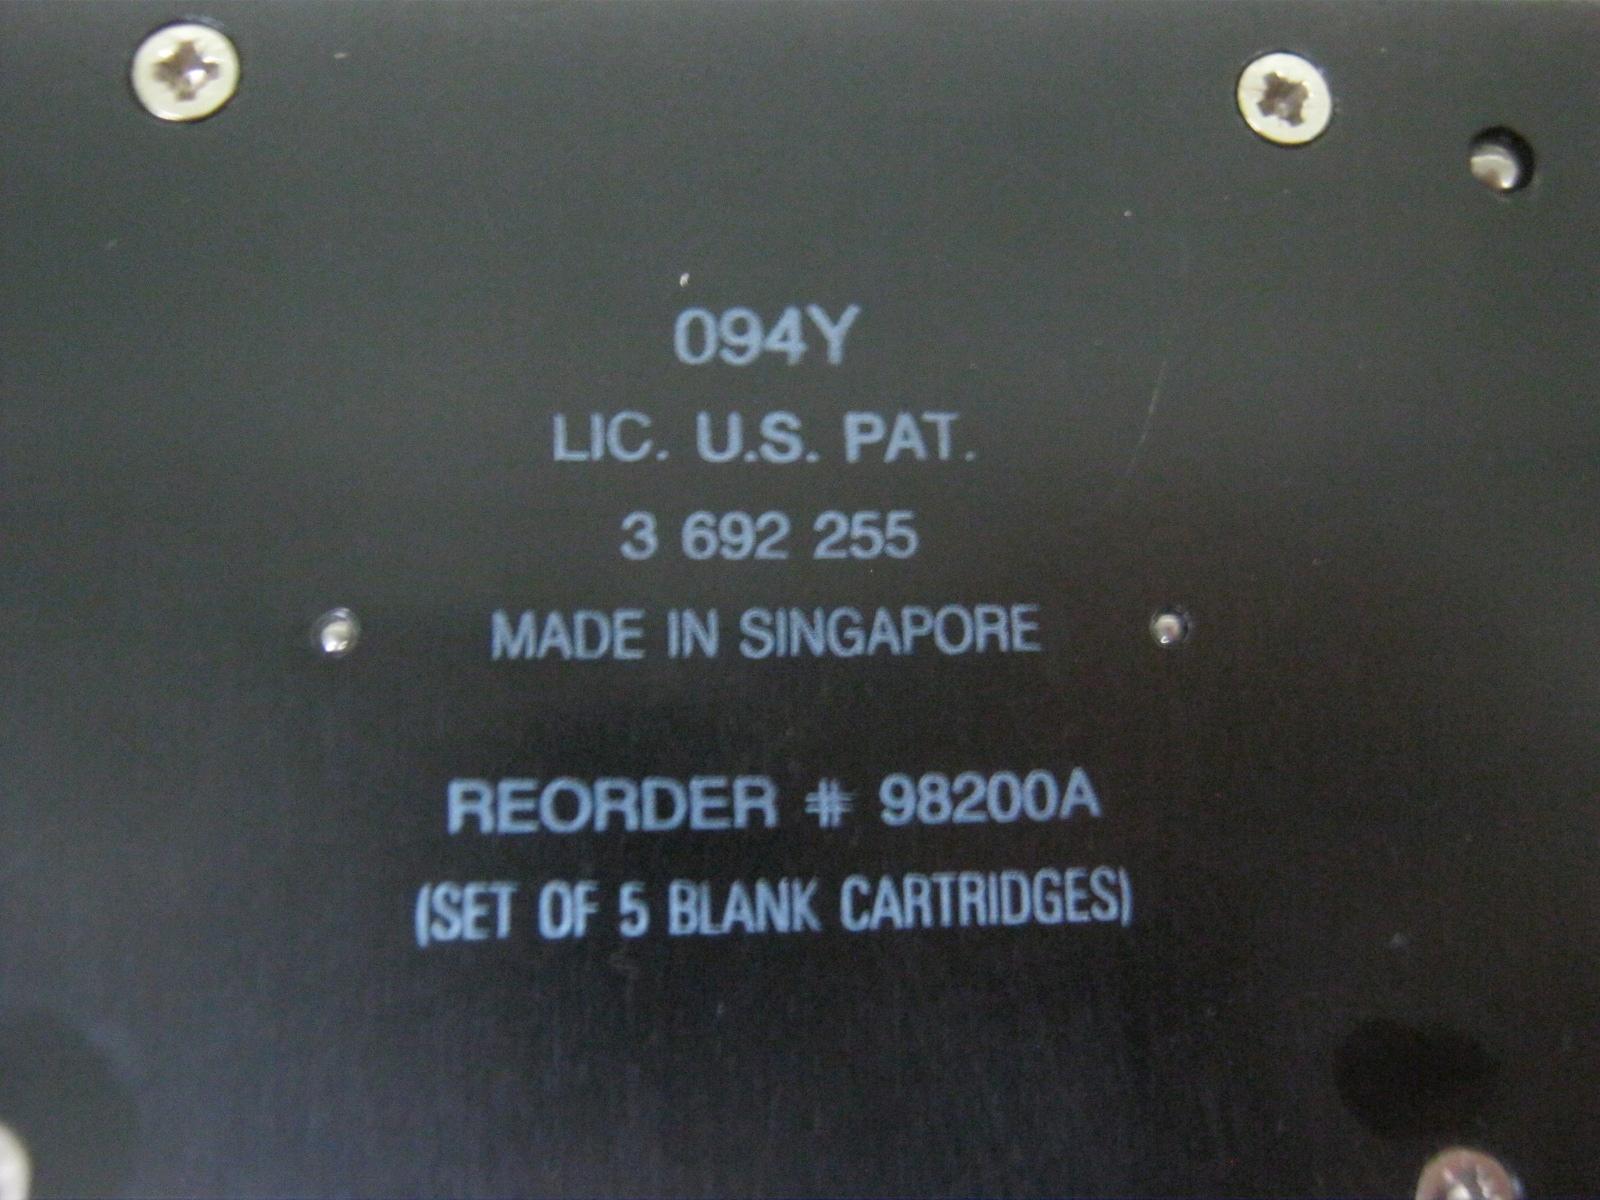 094Y
LIC. U.S. PAT.
3 692 255
MADE IN SINGAPORE
REORDER # 98200A
(SET OF 5 BLANK CARTRIDGES)